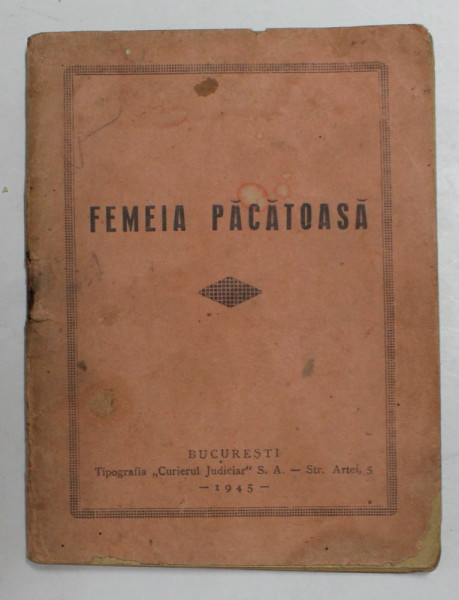 FEMEIA PĂCĂTOASĂ
BUCUREȘTI
Tipografia „Curierul Judiciar" S. A. — Str. Artei, 5
— 1945 —